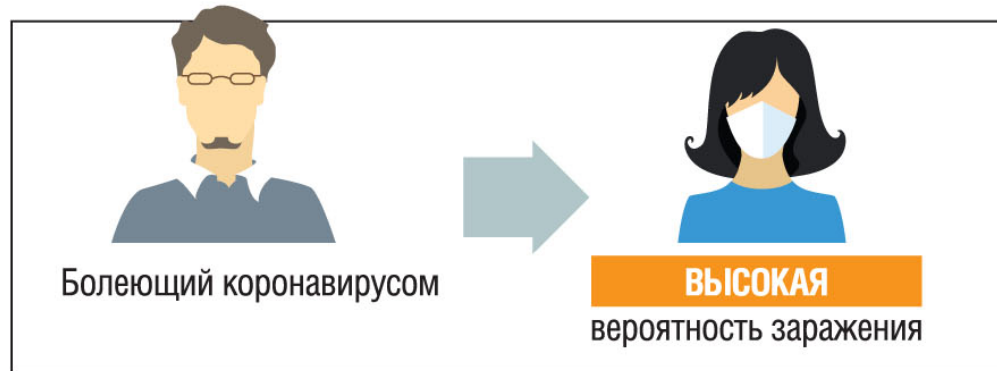 Болеющий коронавирусом
ВЫСОКАЯ
вероятность заражения